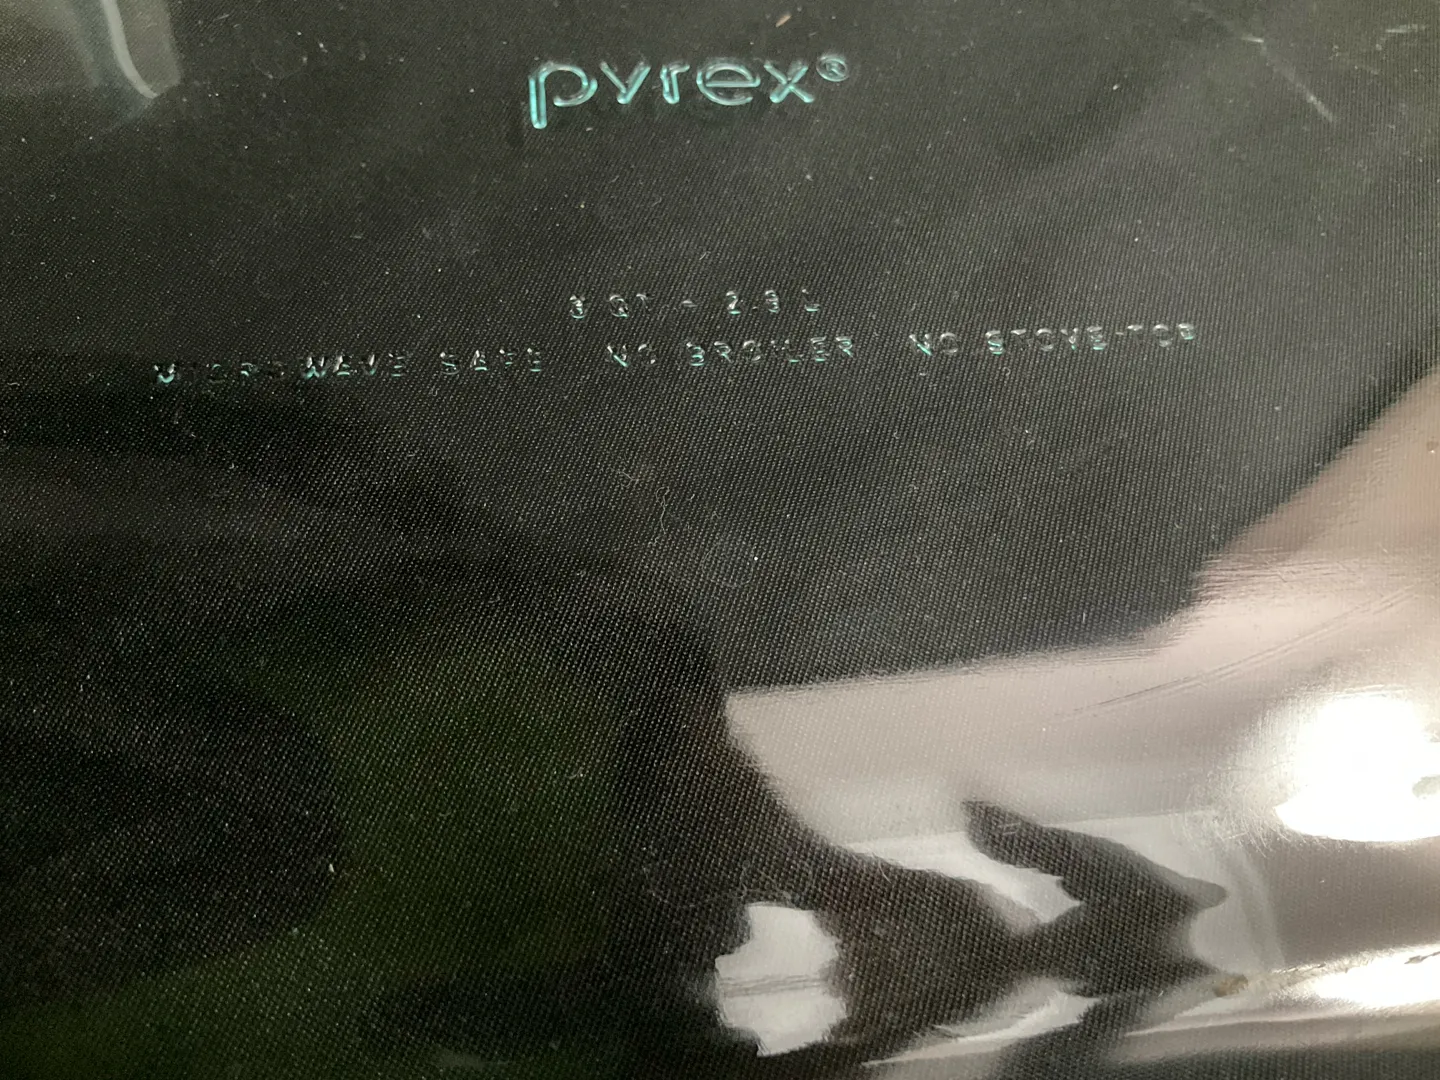 pyrex®
3 QT - 2.8 L
MICROWAVE SAFE NO BROILER NO STOVE-TOP